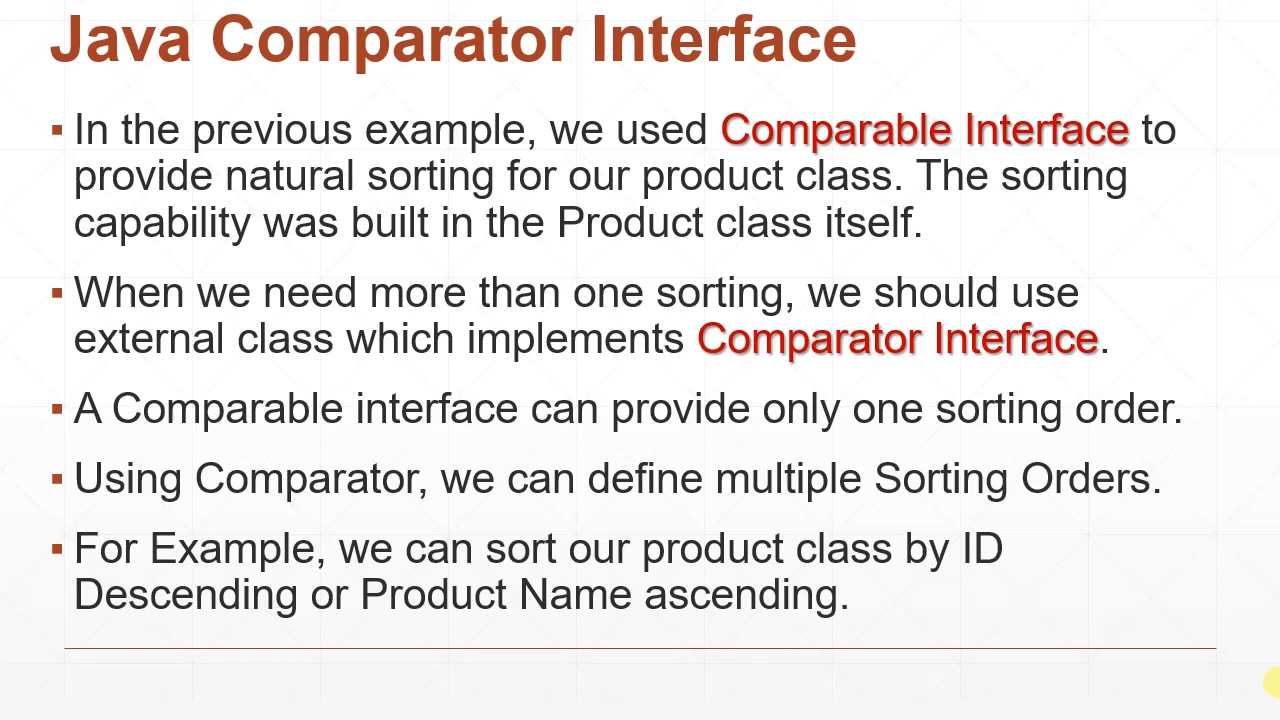 Java Comparator Interface
▪ In the previous example, we used Comparable Interface to
provide natural sorting for our product class. The sorting
capability was built in the Product class itself.
▪ When we need more than one sorting, we should use
external class which implements Comparator Interface.
▪ A Comparable interface can provide only one sorting order.
▪ Using Comparator, we can define multiple Sorting Orders.
▪ For Example, we can sort our product class by ID
Descending or Product Name ascending.